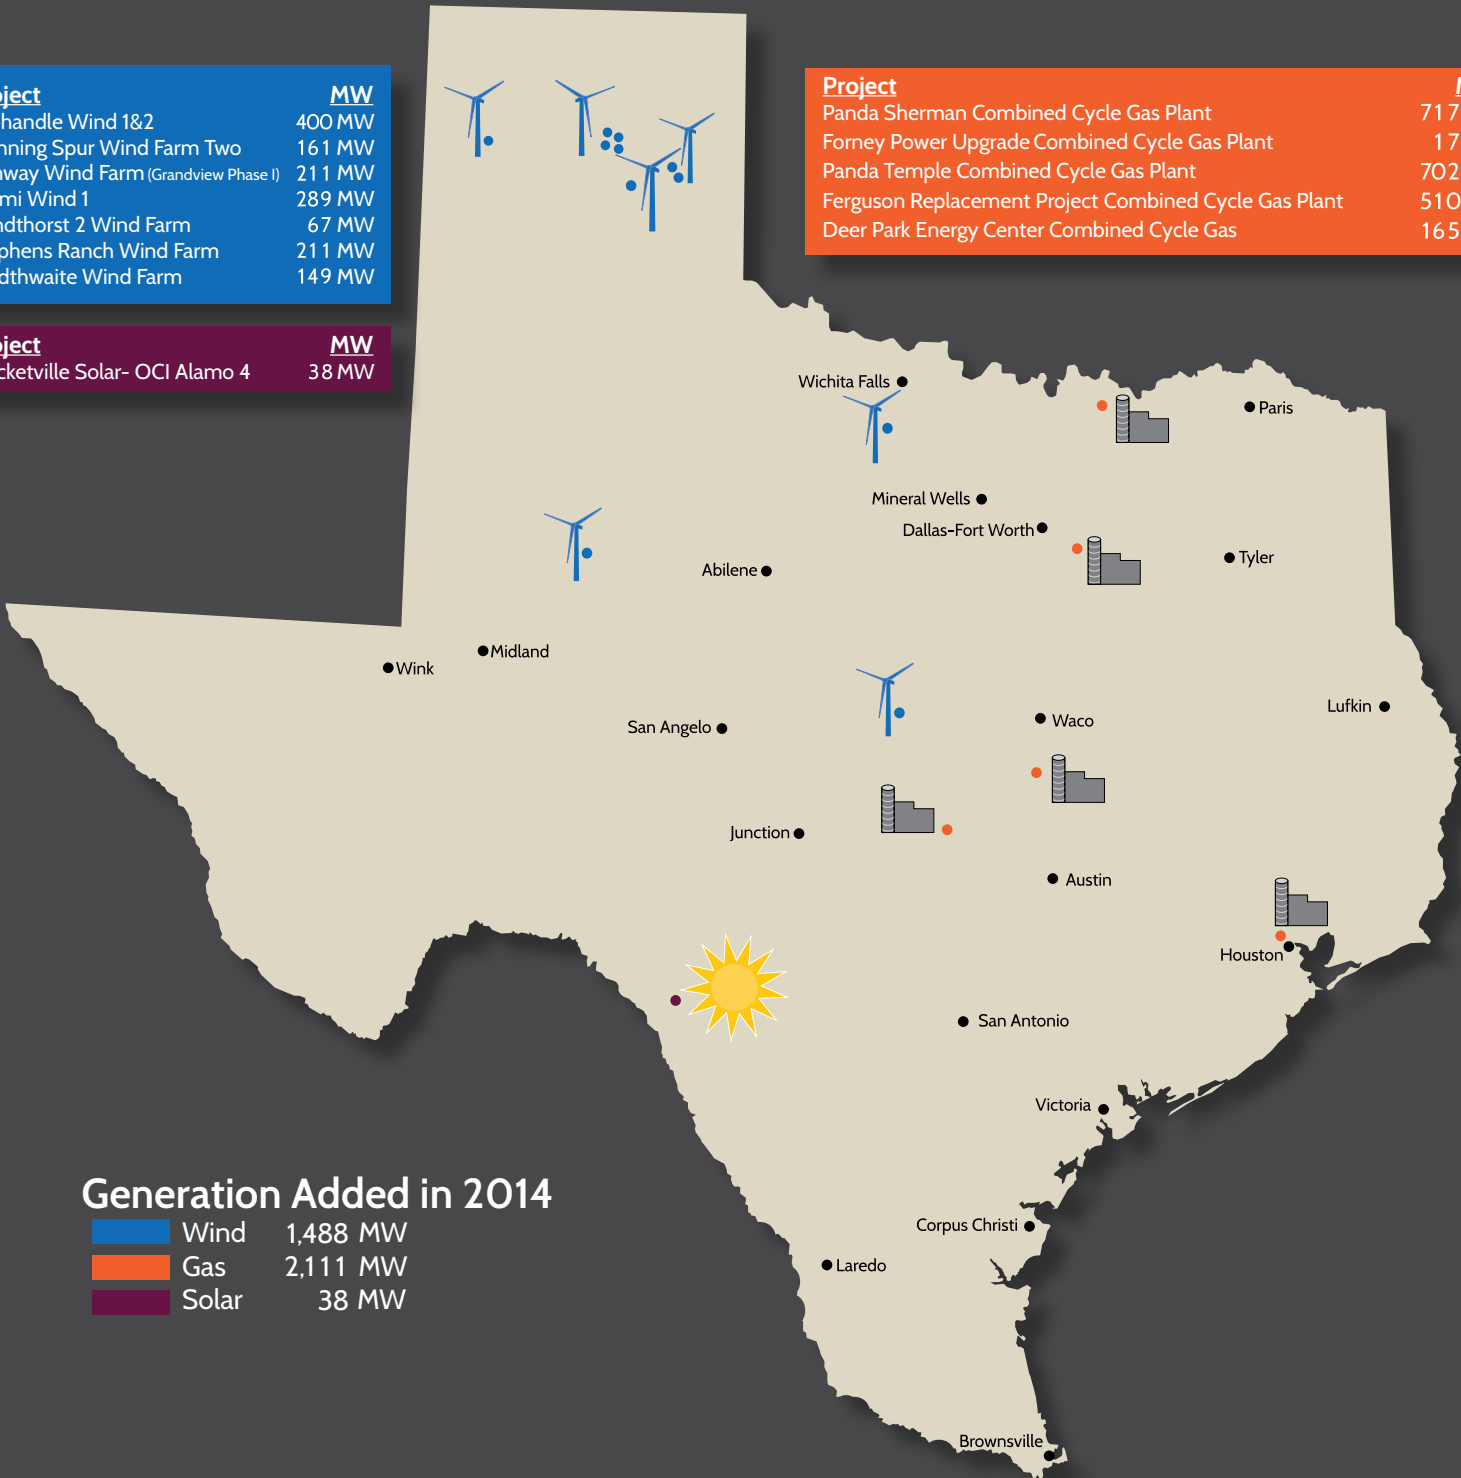 oject MW
handle Wind 1&2 400 MW
nning Spur Wind Farm Two 161 MW
nway Wind Farm (Grandview Phase I) 211 MW
mi Wind 1 289 MW
ndthorst 2 Wind Farm 67 MW
phens Ranch Wind Farm 211 MW
dthwaite Wind Farm 149 MW
oject MW
cketville Solar- OCI Alamo 4 38 MW
Project
Panda Sherman Combined Cycle Gas Plant 717
Forney Power Upgrade Combined Cycle Gas Plant 17
Panda Temple Combined Cycle Gas Plant 702
Ferguson Replacement Project Combined Cycle Gas Plant 510
Deer Park Energy Center Combined Cycle Gas 165
Wichita Falls
Paris
Mineral Wells
Dallas-Fort Worth
Tyler
Abilene
Midland
Wink
Lufkin
San Angelo
Waco
Junction
Austin
Houston
San Antonio
Victoria
Corpus Christi
Laredo
Brownsville
Generation Added in 2014
Wind 1,488 MW
Gas 2,111 MW
Solar 38 MW